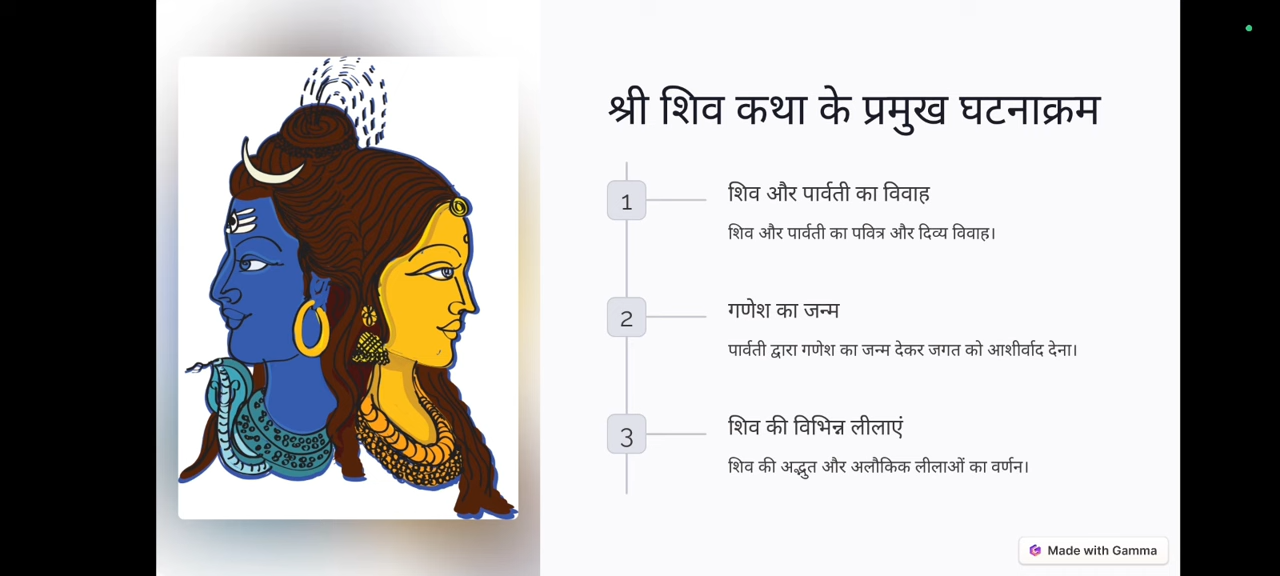 श्री शिव कथा के प्रमुख घटनाक्रम
1
शिव और पार्वती का विवाह
शिव और पार्वती का पवित्र और दिव्य विवाह।
2
गणेश का जन्म
पार्वती द्वारा गणेश का जन्म देकर जगत को आशीर्वाद देना।
3
शिव की विभिन्न लीलाएं
शिव की अद्भुत और अलौकिक लीलाओं का वर्णन।
Made with Gamma